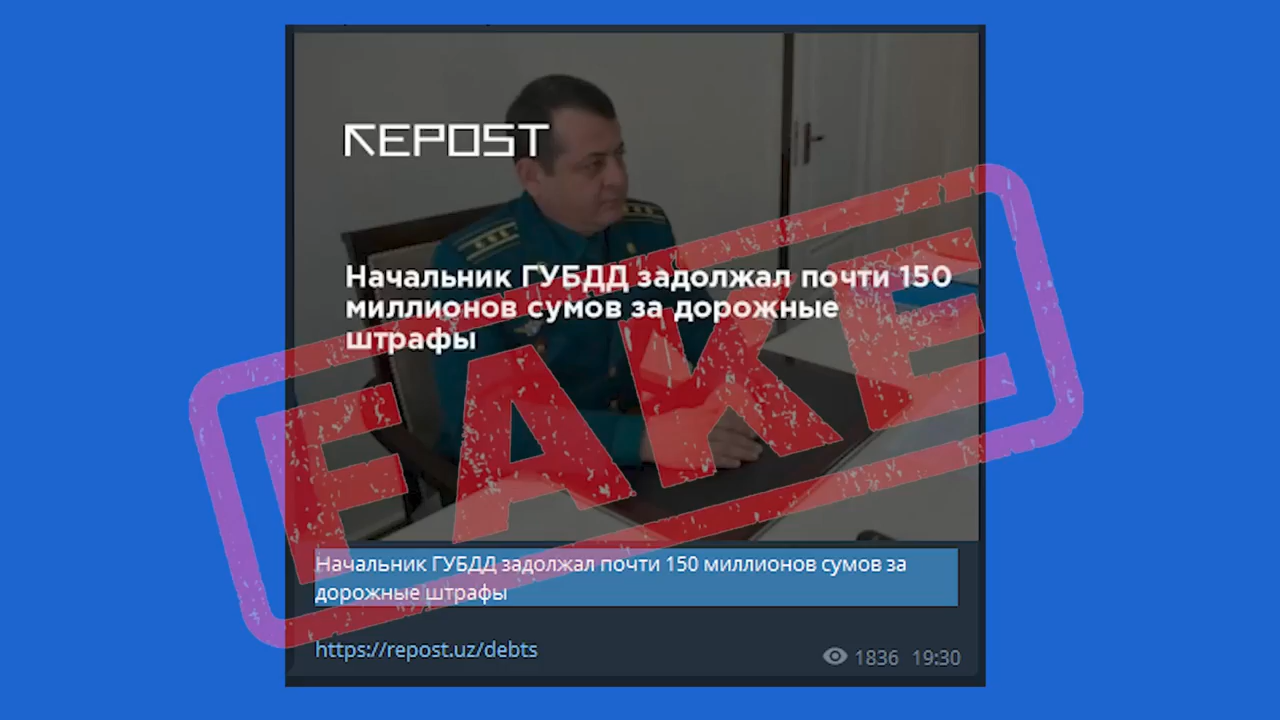 REPOST
Начальник ГУБДД задолжал почти 150
миллионов сумов за дорожные
штрафы
FAKE
Начальник ГУБДД задолжал почти 150 миллионов сумов за
дорожные штрафы
https://repost.uz/debts
1836 19:30